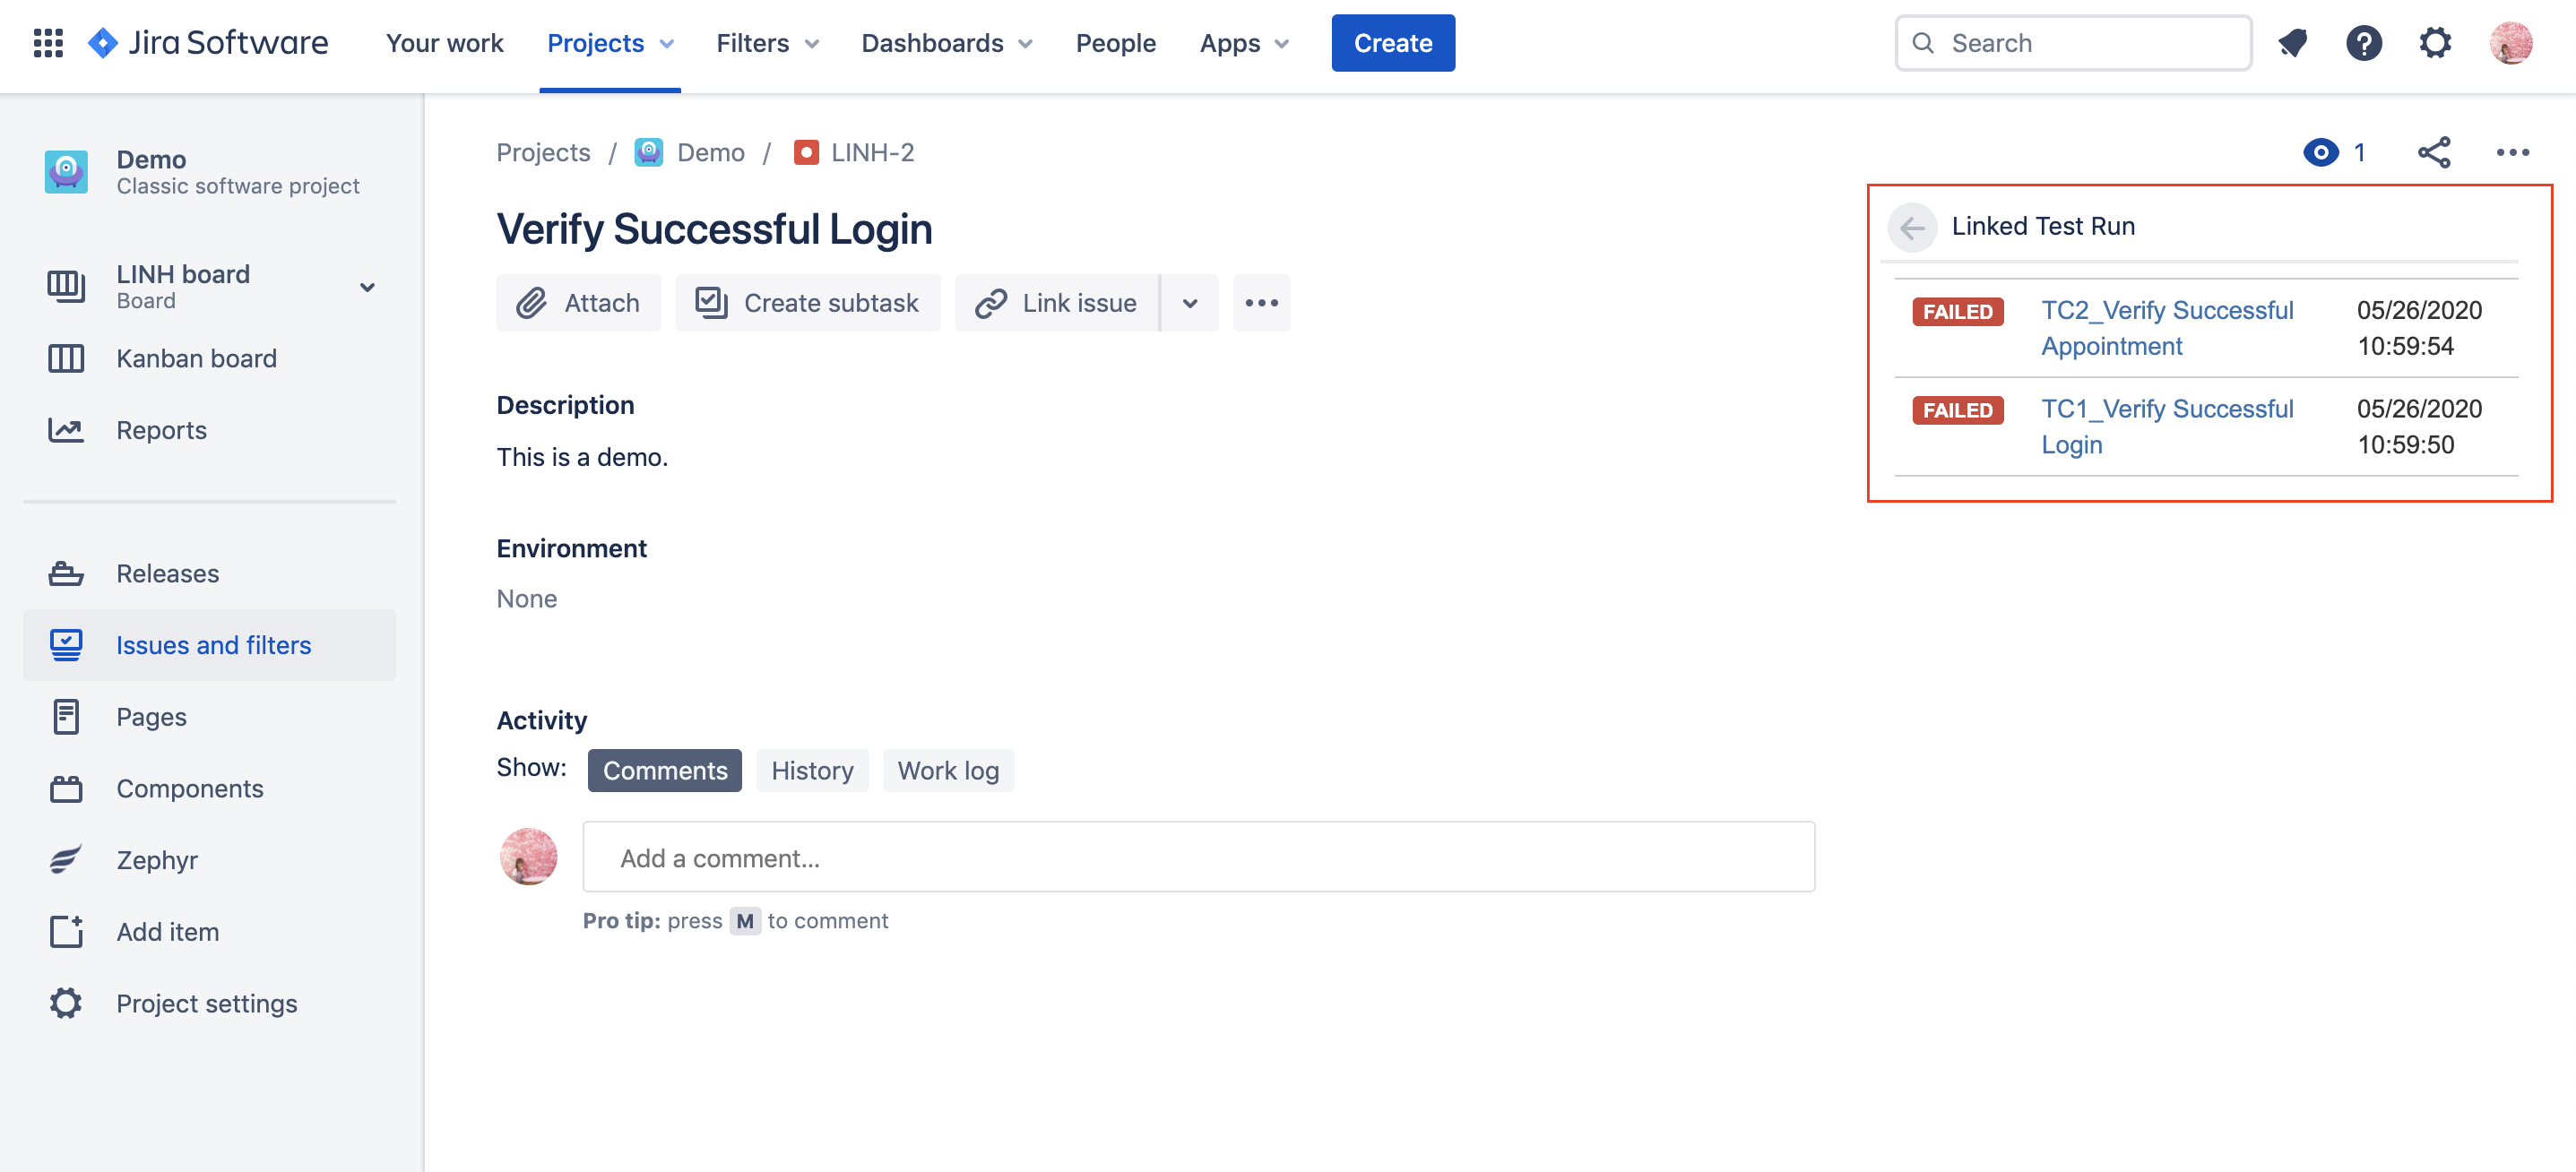 Jira Software
Your work
Projects
Filters
Dashboards
People
Apps
Create
Search
?
Demo
Classic software project
LINH board
Board
Kanban board
Reports
Releases
Issues and filters
Pages
Components
Zephyr
Add item
Project settings
Projects / Demo / LINH-2
1
Verify Successful Login
Attach
Create subtask
Link issue
Description
This is a demo.
Environment
None
Activity
Show: Comments History Work log
Add a comment...
Pro tip: press M to comment
Linked Test Run
FAILED TC2_Verify Successful 05/26/2020
Appointment 10:59:54
FAILED TC1_Verify Successful 05/26/2020
Login 10:59:50